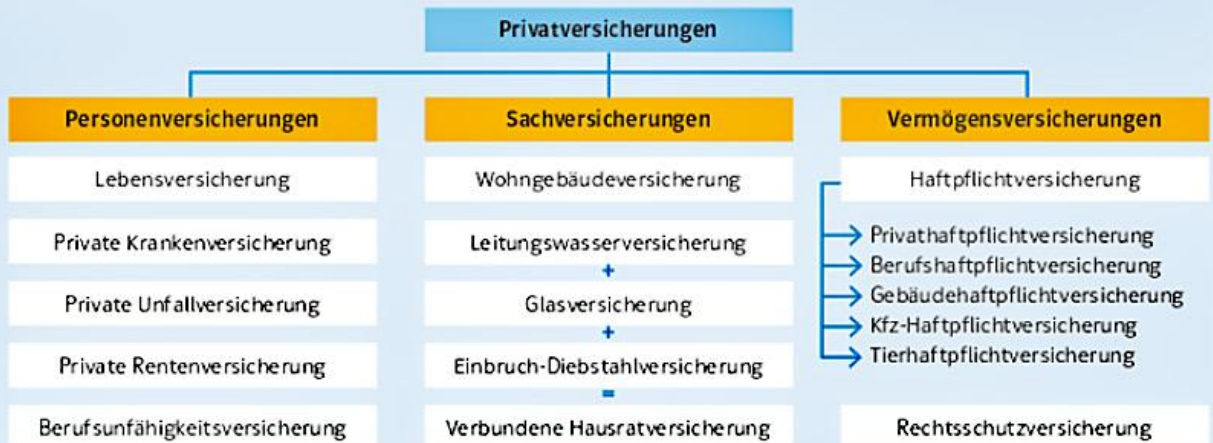 Privatversicherungen
Personenversicherungen
Lebensversicherung
Private Krankenversicherung
Private Unfallversicherung
Private Rentenversicherung
Berufsunfähigkeitsversicherung
Sachversicherungen
Wohngebäudeversicherung
Leitungswasserversicherung
+
Glasversicherung
+
Einbruch-Diebstahlversicherung
=
Verbundene Hausratversicherung
Vermögensversicherungen
Haftpflichtversicherung
Privathaftpflichtversicherung
Berufshaftpflichtversicherung
Gebäudehaftpflichtversicherung
Kfz-Haftpflichtversicherung
Tierhaftpflichtversicherung
Rechtsschutzversicherung